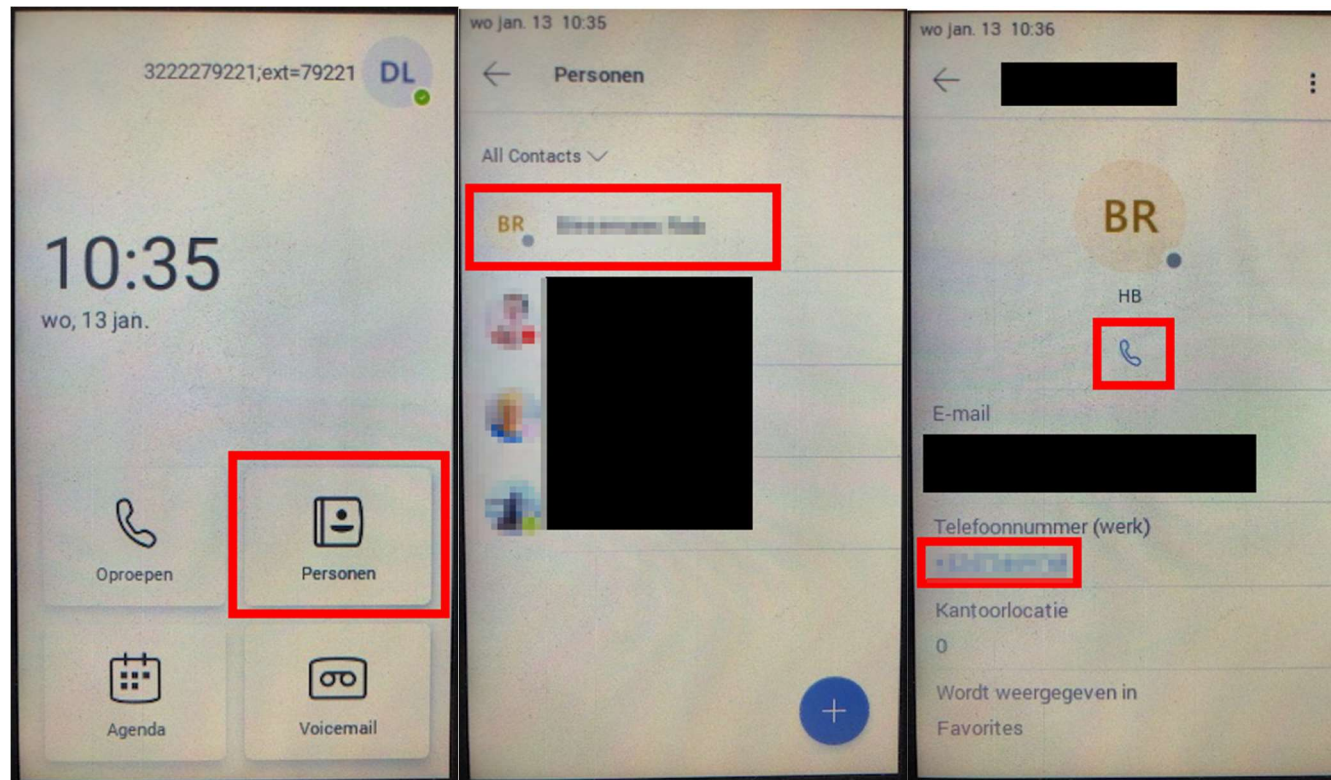 3222279221;ext=79221 DL
10:35
wo, 13 jan.
Oproepen
Personen
Agenda
Voicemail
wo jan. 13 10:35
Personen
All Contacts
BR
wo jan. 13 10:36
BR
HB
E-mail
Telefoonnummer (werk)
Kantoorlocatie
0
Wordt weergegeven in
Favorites